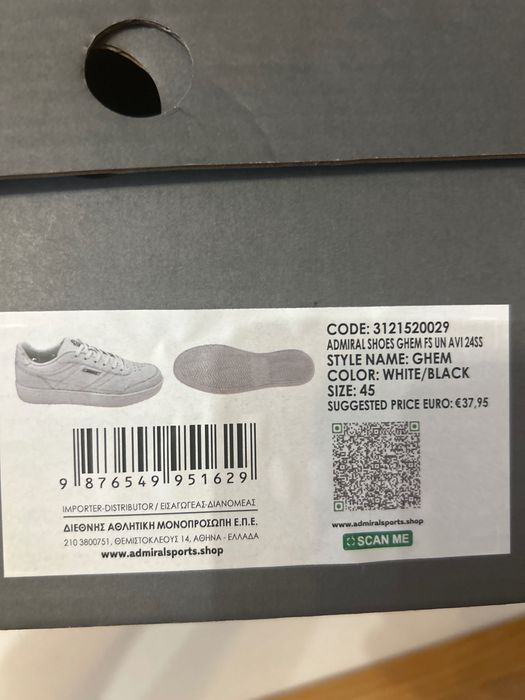 CODE: 3121520029
ADMIRAL SHOES GHEM FS UN AVI 24SS
STYLE NAME: GHEM
COLOR: WHITE/BLACK
SIZE: 45
SUGGESTED PRICE EURO: €37,95
9 876549 951629
IMPORTER-DISTRIBUTOR / ΕΙΣΑΓΩΓΕΑΣ-ΔΙΑΝΟΜΕΑΣ
ΔΙΕΘΝΗΣ ΑΘΛΗΤΙΚΗ ΜΟΝΟΠΡΟΣΩΠΗ Ε.Π.Ε.
210 3800751, ΘΕΜΙΣΤΟΚΛΕΟΥΣ 14, ΑΘΗΝΑ - ΕΛΛΑΔΑ
www.admiralsports.shop
www.admiralsports.shop
SCAN ME